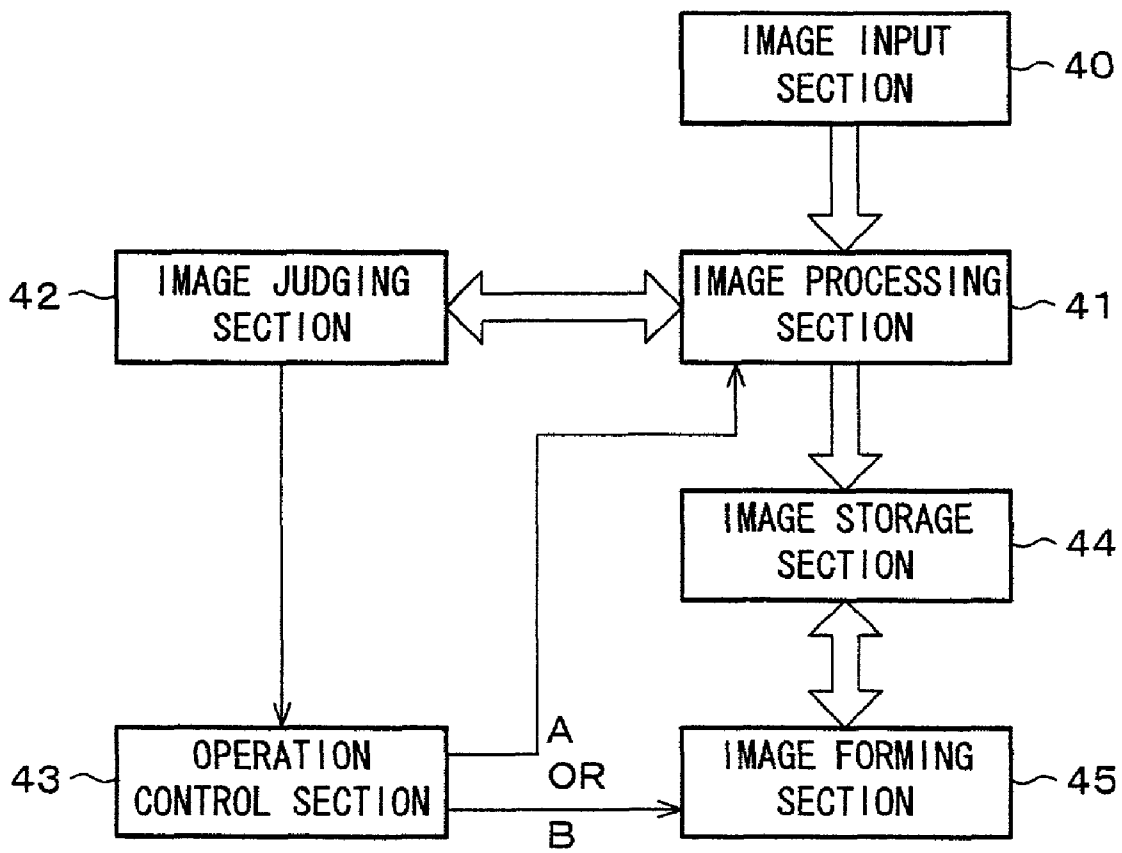 IMAGE INPUT
SECTION
40
IMAGE JUDGING
SECTION
42
IMAGE PROCESSING
SECTION
41
IMAGE STORAGE
SECTION
44
OPERATION
CONTROL SECTION
43
A
OR
B
IMAGE FORMING
SECTION
45